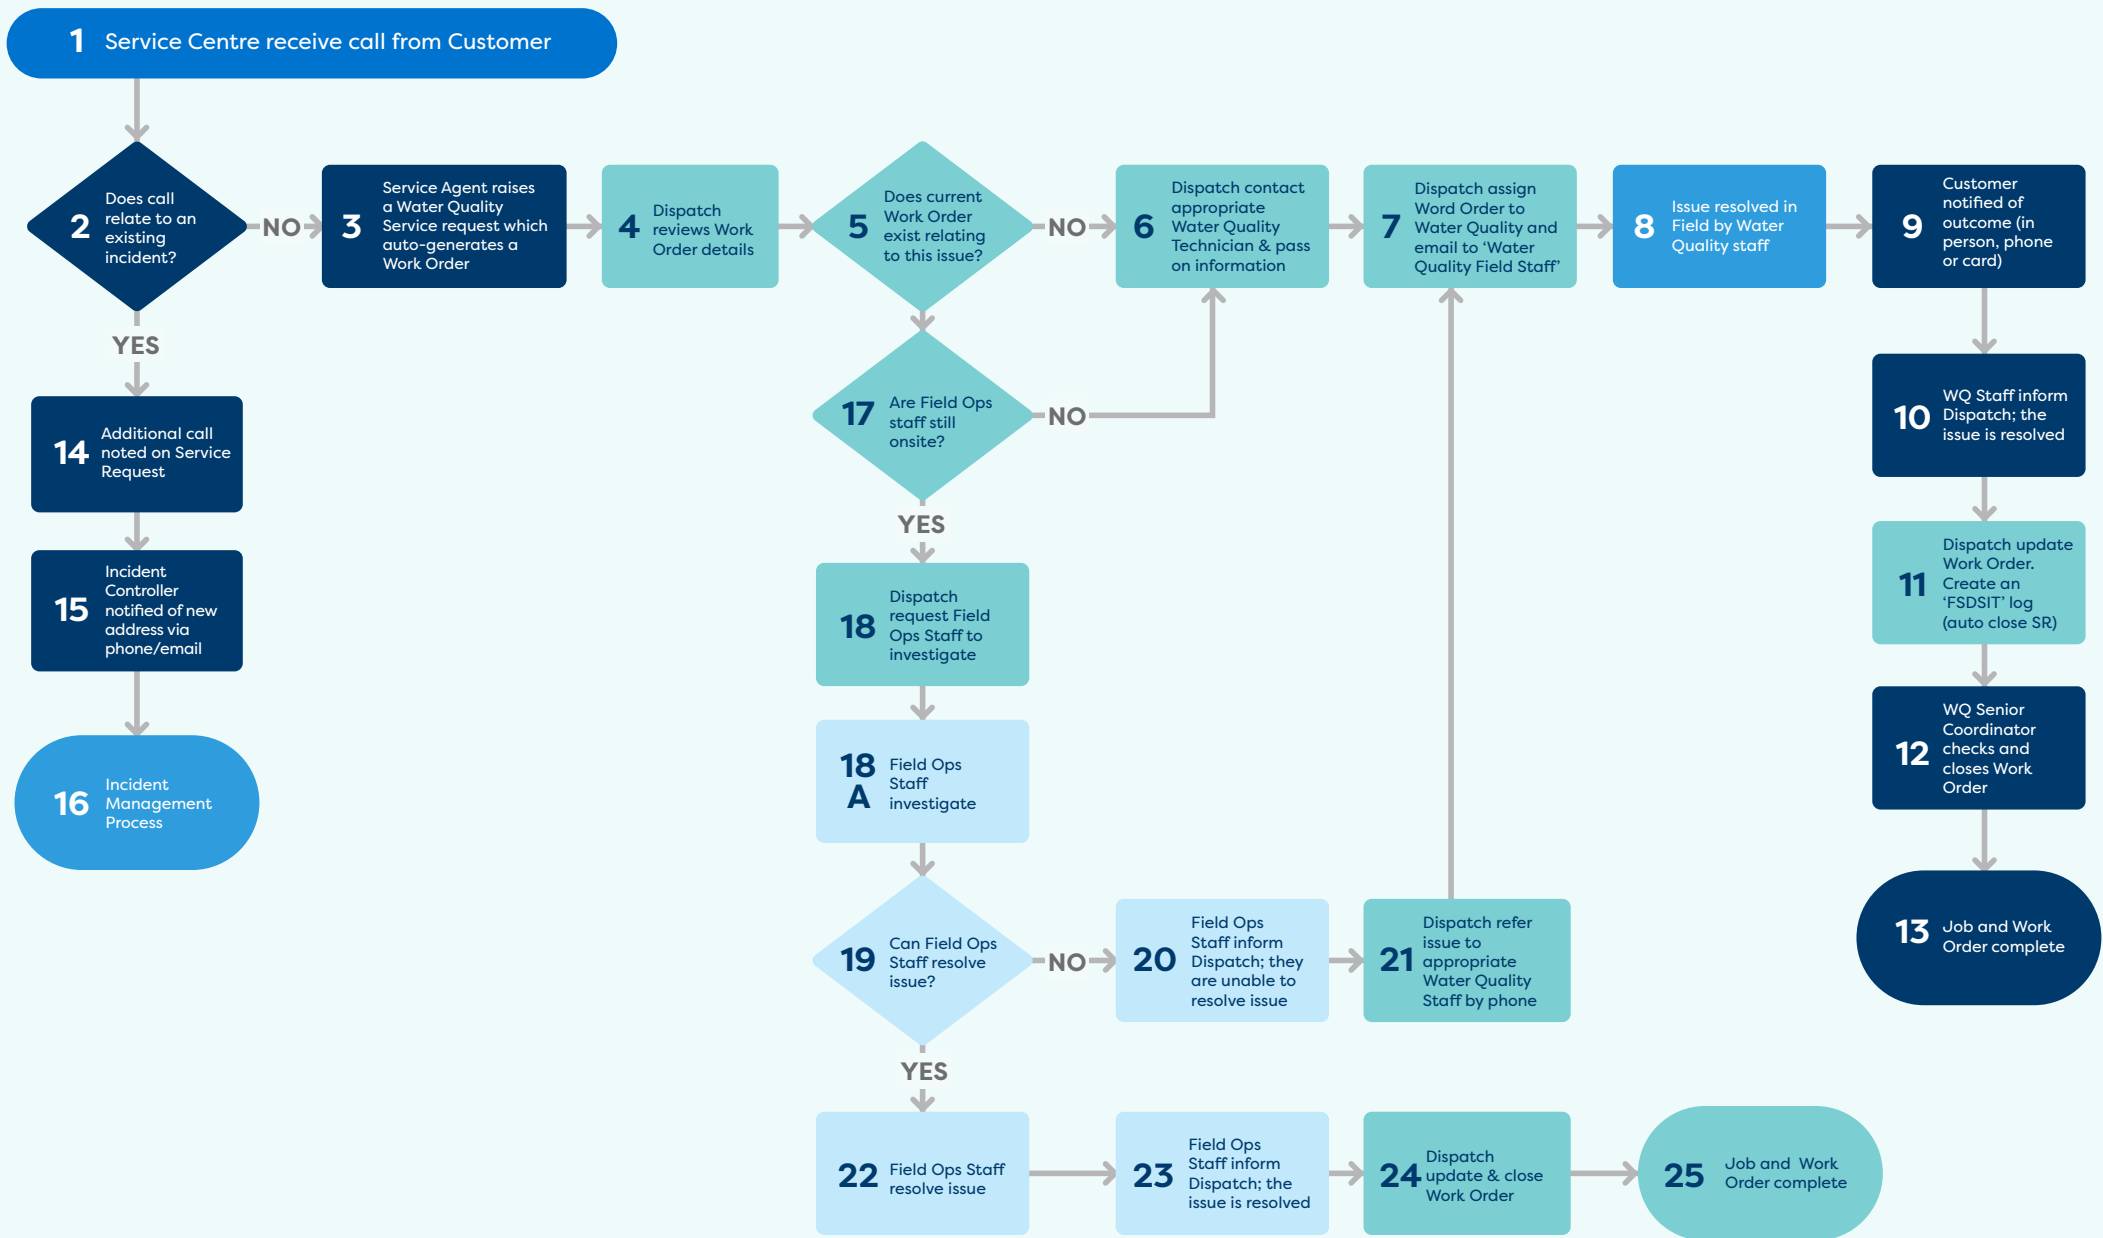 1 Service Centre receive call from Customer
2
Does call
relate to an
existing
incident?
NO
3
Service Agent raises
a Water Quality
Service request which
auto-generates a
Work Order
4
Dispatch
reviews Work
Order details
5
Does current
Work Order
exist relating
to this issue?
NO
6
Dispatch contact
appropriate
Water Quality
Technician & pass
on information
7
Dispatch assign
Word Order to
Water Quality and
email to ‘Water
Quality Field Staff’
8
Issue resolved in
Field by Water
Quality staff
9
Customer
notified of
outcome (in
person, phone
or card)
10
WQ Staff inform
Dispatch; the
issue is resolved
11
Dispatch update
Work Order.
Create an
‘FSDSIT’ log
(auto close SR)
12
WQ Senior
Coordinator
checks and
closes Work
Order
13
Job and Work
Order complete
YES
14
Additional call
noted on Service
Request
15
Incident
Controller
notified of new
address via
phone/email
16
Incident
Management
Process
17
Are Field Ops
staff still
onsite?
NO
YES
18
Dispatch
request Field
Ops Staff to
investigate
18
A
Field Ops
Staff
investigate
19
Can Field Ops
Staff resolve
issue?
NO
20
Field Ops
Staff inform
Dispatch; they
are unable to
resolve issue
21
Dispatch refer
issue to
appropriate
Water Quality
Staff by phone
YES
22
Field Ops Staff
resolve issue
23
Field Ops
Staff inform
Dispatch; the
issue is resolved
24
Dispatch
update & close
Work Order
25
Job and Work
Order complete